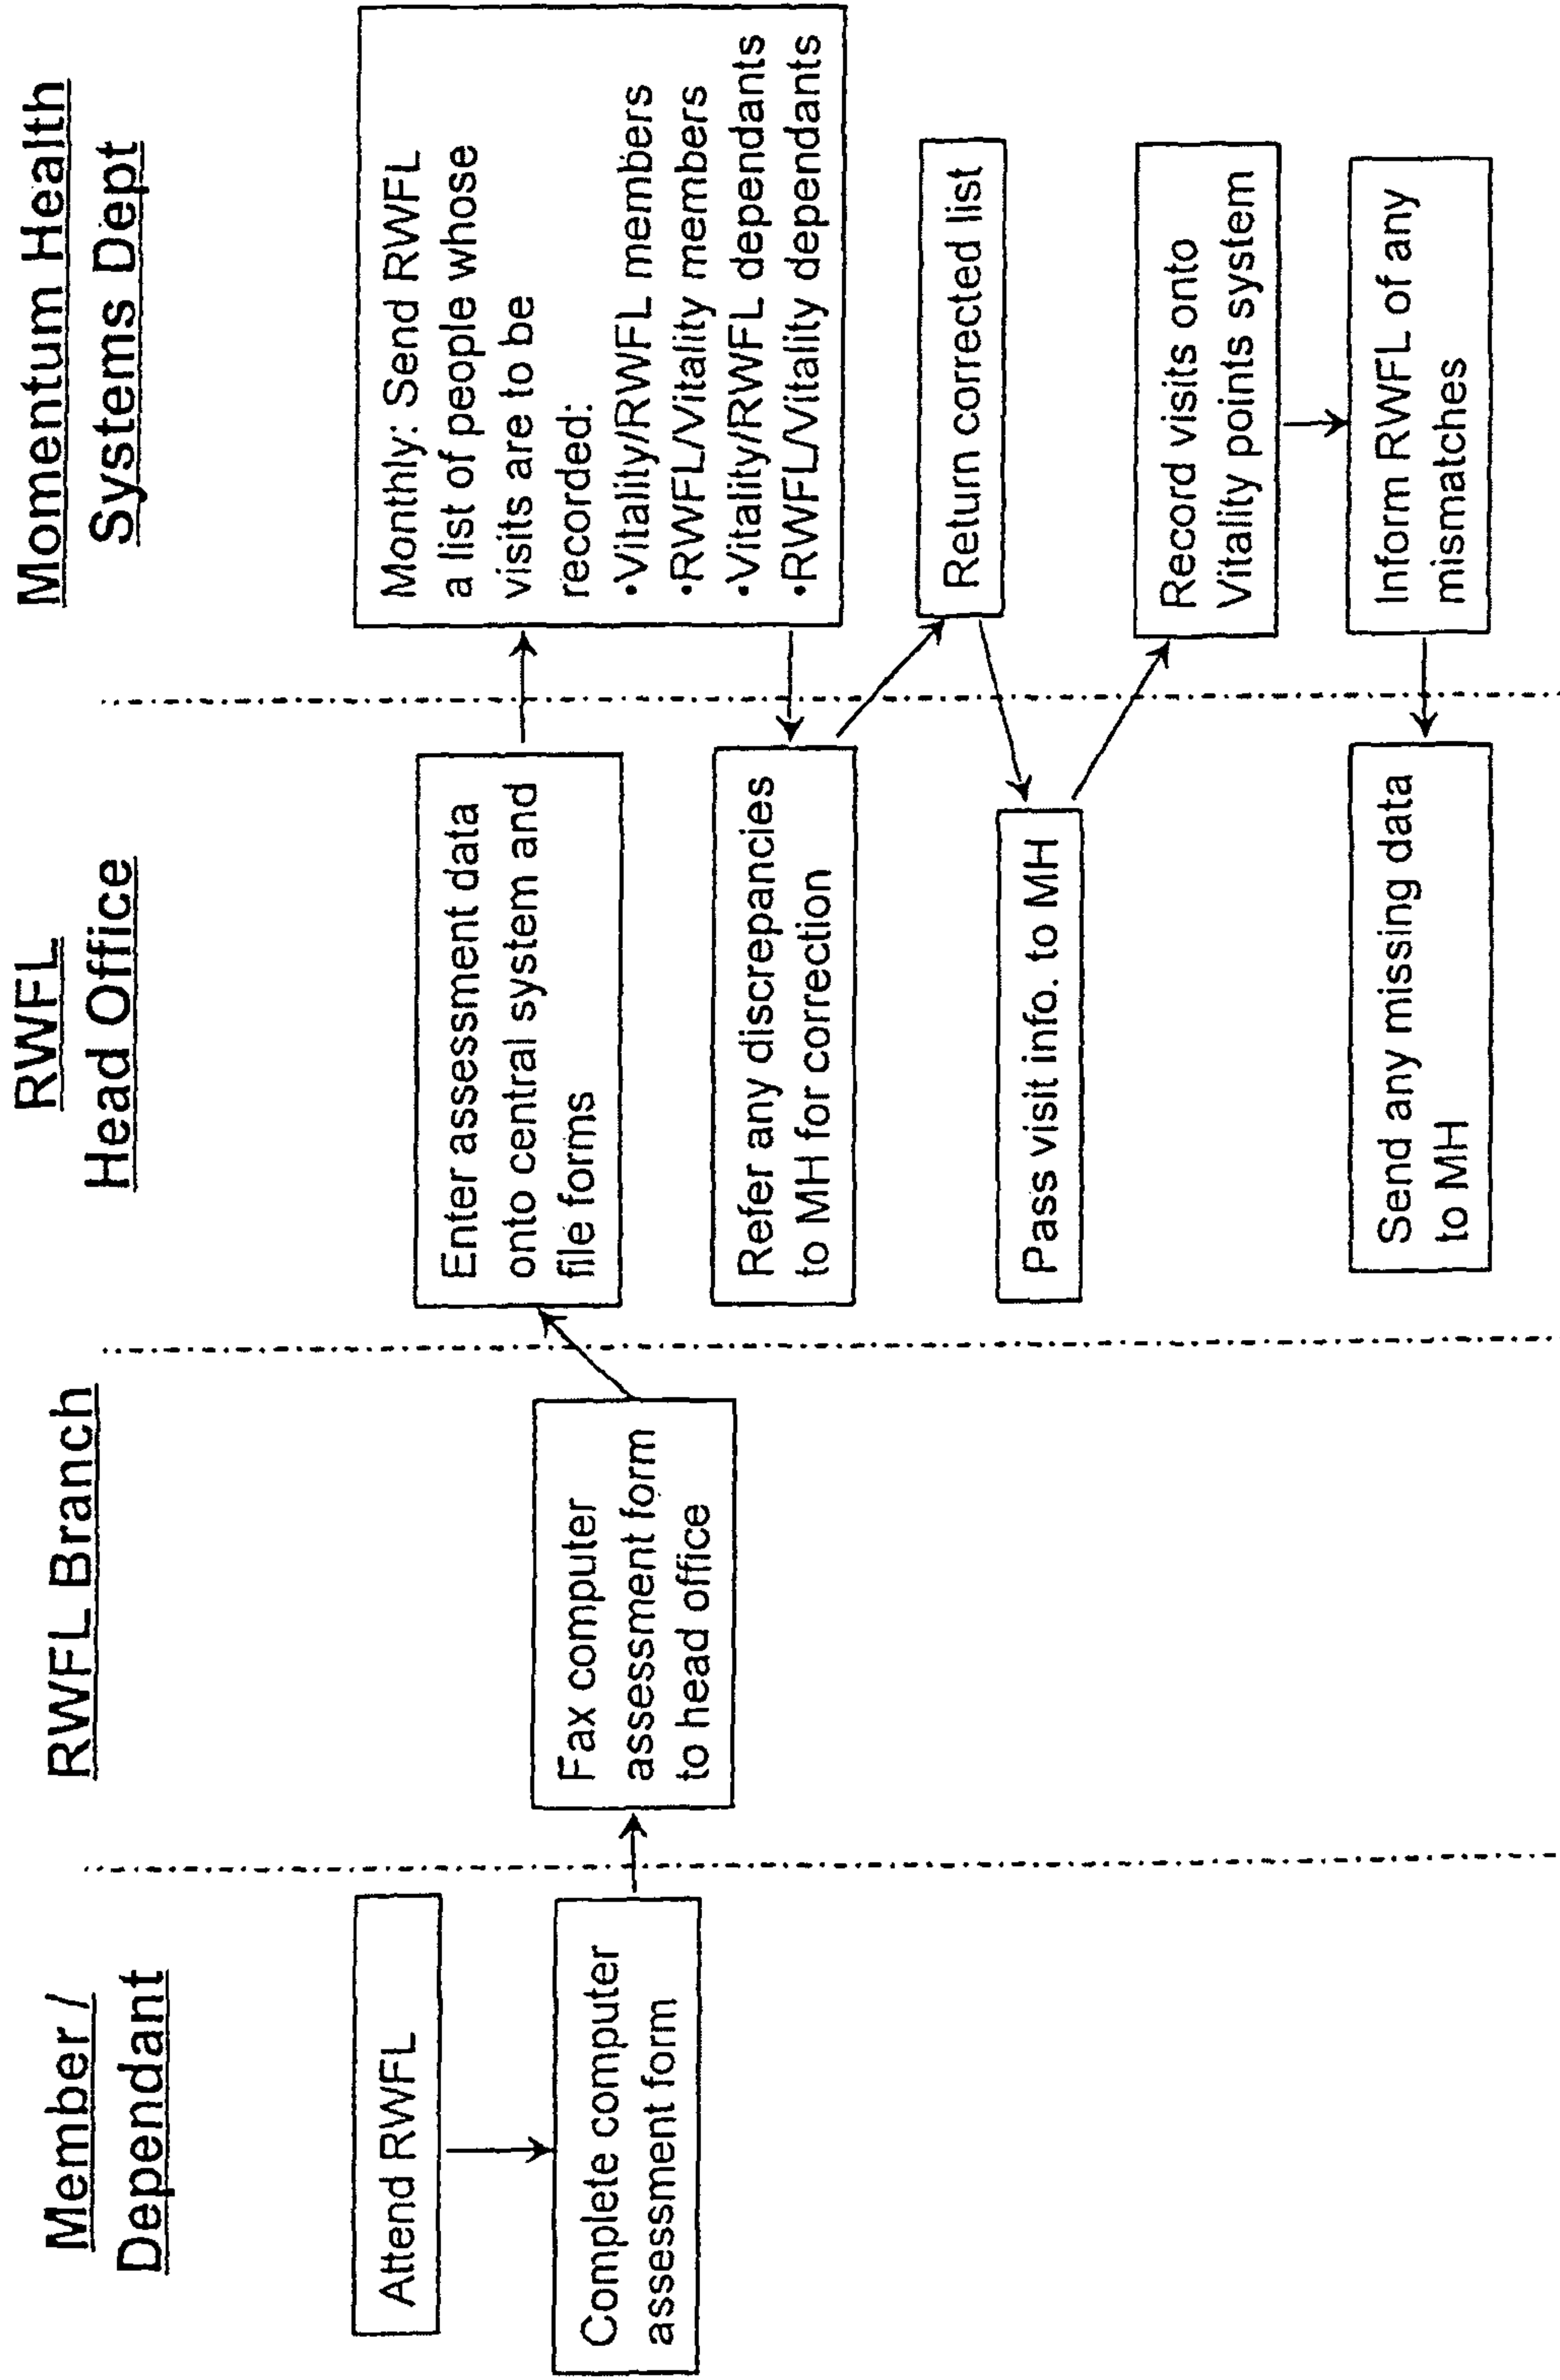 Member /
Dependant
RWFL Branch
RWFL
Head Office
Momentum Health
Systems Dept
Attend RWFL
Complete computer
assessment form
Fax computer
assessment form
to head office
Enter assessment data
onto central system and
file forms
Monthly: Send RWFL
a list of people whose
visits are to be
recorded:
•Vitality/RWFL members
•RWFL/Vitality members
•Vitality/RWFL dependants
•RWFL/Vitality dependants
Refer any discrepancies
to MH for correction
Return corrected list
Pass visit info. to MH
Record visits onto
Vitality points system
Inform RWFL of any
mismatches
Send any missing data
to MH